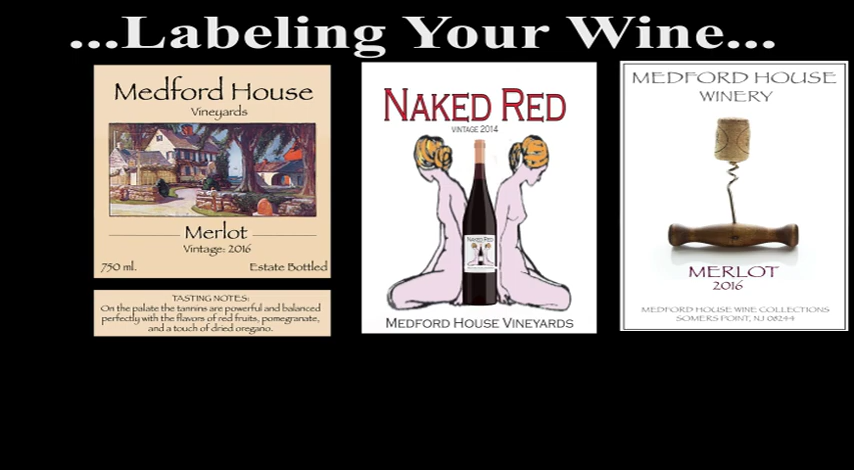 ...Labeling Your Wine...
Medford House
Vineyards
Merlot
Vintage: 2016
750 ml. Estate Bottled
TASTING NOTES:
On the palate the tannins are powerful and balanced
perfectly with the flavors of red fruits, pomegranate,
and a touch of dried oregano.
NAKED RED
VINTAGE 2014
NAKED RED
MEDFORD HOUSE VINEYARDS
MEDFORD HOUSE
WINERY
MERLOT
2016
MEDFORD HOUSE WINE COLLECTIONS
SOMERS POINT, NJ 08244